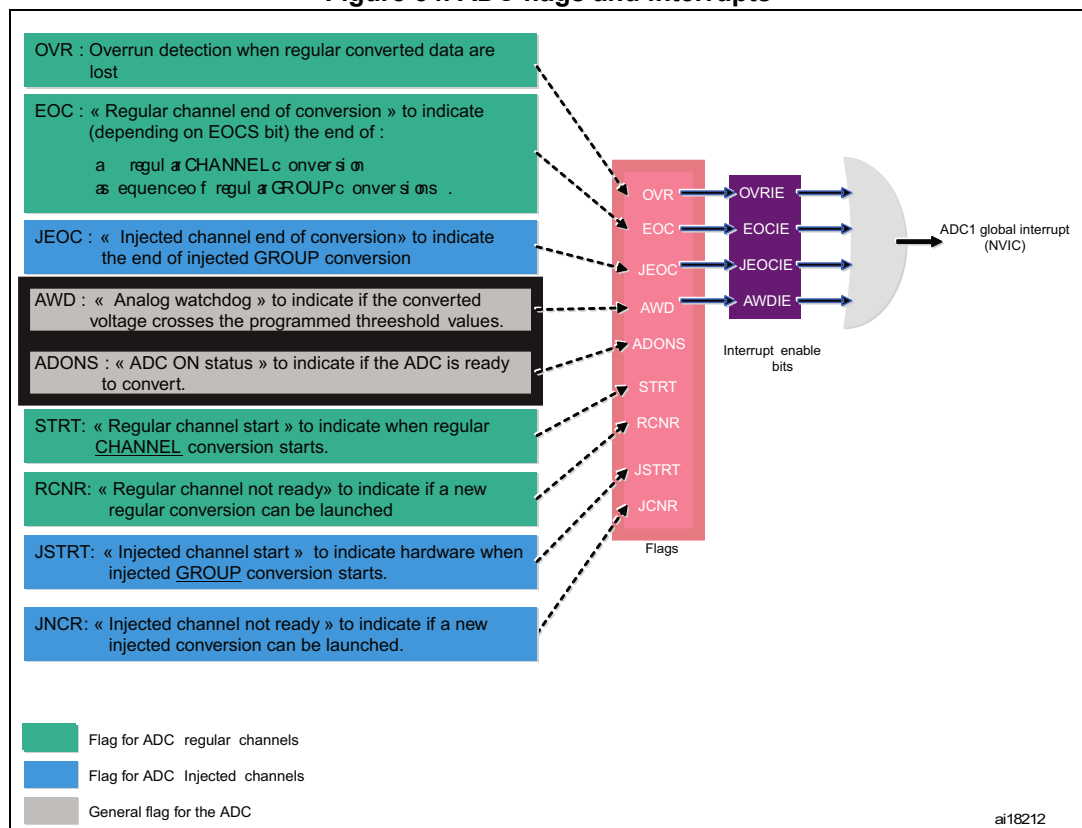 OVR : Overrun detection when regular converted data are
lost
EOC : « Regular channel end of conversion » to indicate
(depending on EOCS bit) the end of :
a regularCHANNELc onversion
as equenceof regularGROUPc onversions .
JEOC : « Injected channel end of conversion» to indicate
the end of injected GROUP conversion
AWD : « Analog watchdog » to indicate if the converted
voltage crosses the programmed threeshold values.
ADONS : « ADC ON status » to indicate if the ADC is ready
to convert.
STRT: « Regular channel start » to indicate when regular
CHANNEL conversion starts.
RCNR: « Regular channel not ready» to indicate if a new
regular conversion can be launched
JSTRT: « Injected channel start » to indicate hardware when
injected GROUP conversion starts.
JNCR: « Injected channel not ready » to indicate if a new
injected conversion can be launched.
OVR
EOC
JEOC
AWD
ADONS
STRT
RCNR
JSTRT
JCNR
Flags
OVRIE
EOCIE
JEOCIE
AWDIE
Interrupt enable
bits
ADC1 global interrupt
(NVIC)
Flag for ADC regular channels
Flag for ADC Injected channels
General flag for the ADC
ai18212